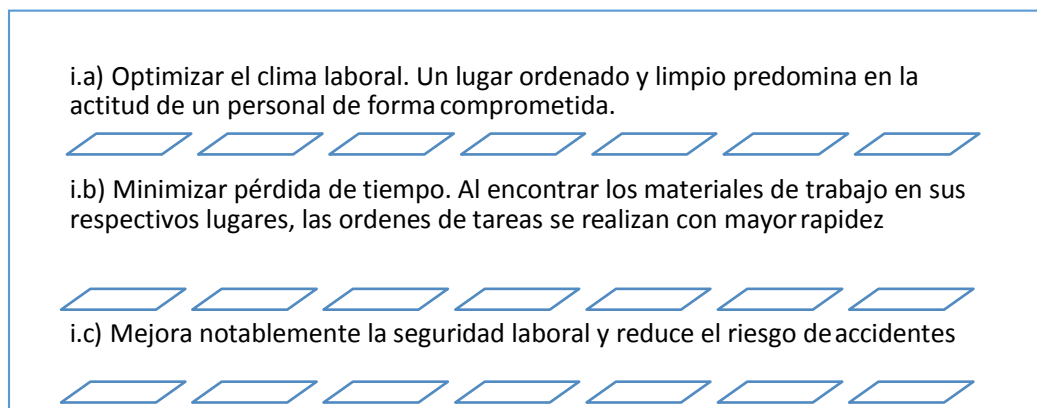 i.a) Optimizar el clima laboral. Un lugar ordenado y limpio predomina en la
actitud de un personal de forma comprometida.
i.b) Minimizar pérdida de tiempo. Al encontrar los materiales de trabajo en sus
respectivos lugares, las ordenes de tareas se realizan con mayor rapidez
i.c) Mejora notablemente la seguridad laboral y reduce el riesgo de accidentes